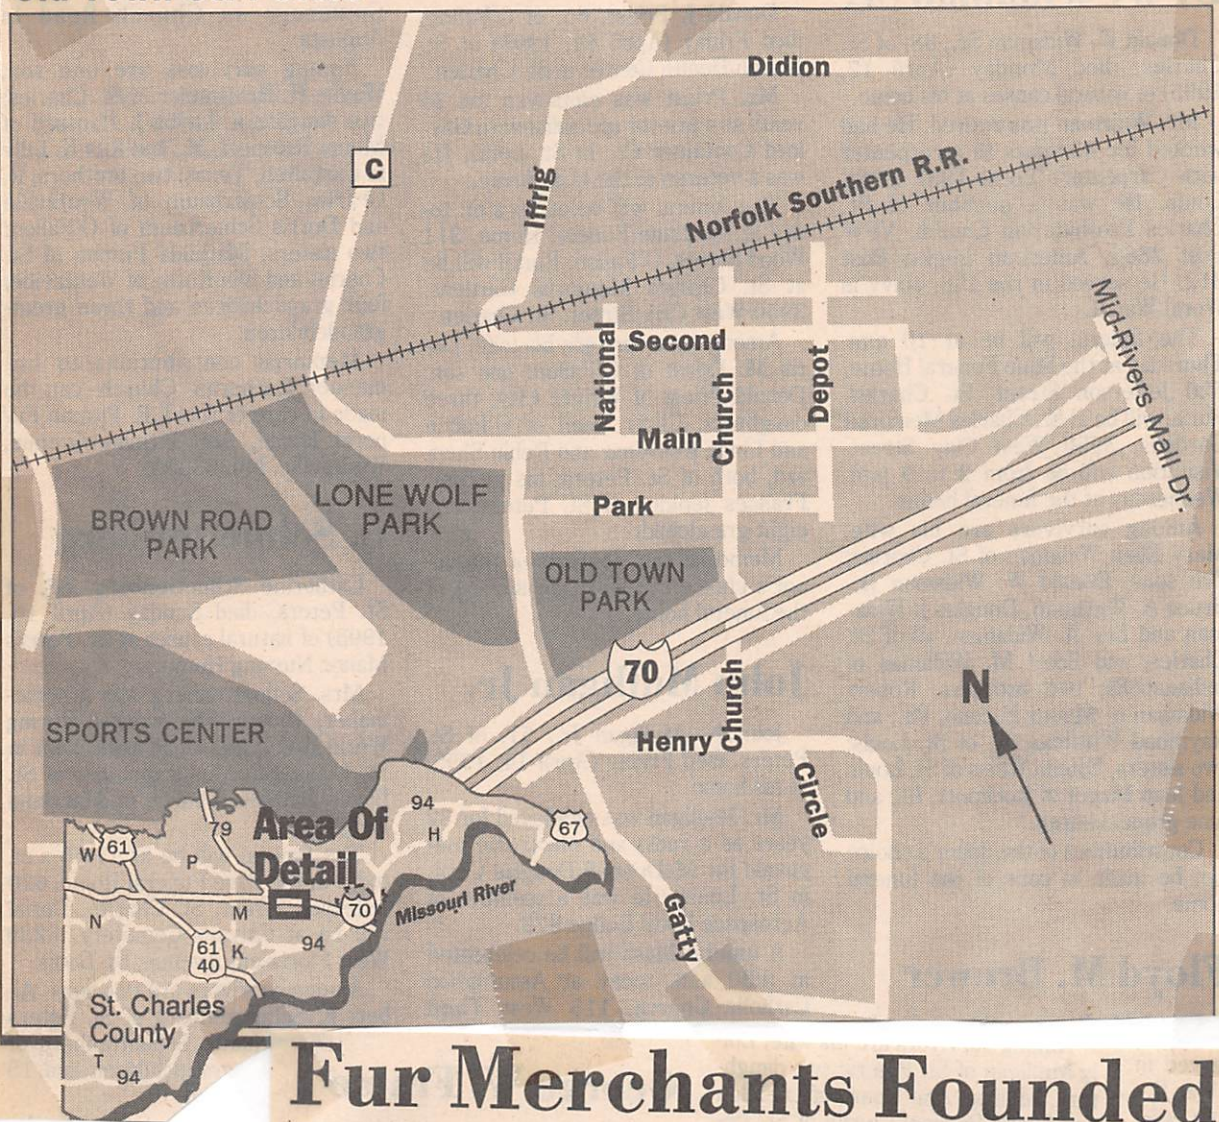 Didion
C
Iffrig
Norfolk Southern R.R.
Mid-Rivers Mall Dr.
National
Second
Church
Depot
Main
LONE WOLF
PARK
Park
BROWN ROAD
PARK
OLD TOWN
PARK
70
N
SPORTS CENTER
Henry
Church
Circle
Gatty
Area Of
Detail
94
H
67
79
61
W
P
70
Missouri River
M
N
94
61
40
K
St. Charles
County
T
94
Fur Merchants Founded